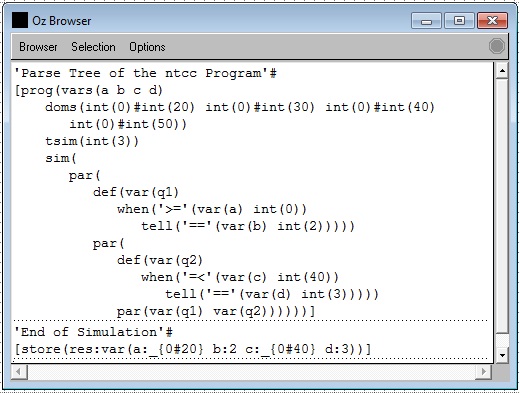 Oz Browser
Browser Selection Options
'Parse Tree of the ntcc Program'#
[prog(vars(a b c d)
    doms(int(0)#int(20) int(0)#int(30) int(0)#int(40)
       int(0)#int(50))
    tsim(int(3))
    sim(
       par(
          def(var(q1)
             when('>='(var(a) int(0))
                tell('=='(var(b) int(2)))))
          par(
             def(var(q2)
                when('=<'(var(c) int(40))
                   tell('=='(var(d) int(3)))))
             par(var(q1) var(q2))))))]
'End of Simulation'#
[store(res:var(a:_{0#20} b:2 c:_{0#40} d:3))]